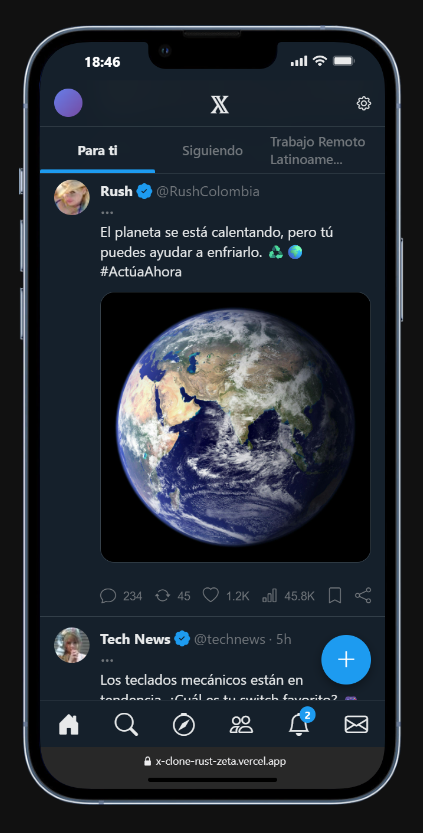 18:46
𝕏
Para ti
Siguiendo
Trabajo Remoto
Latinoame...
Rush @RushColombia
...
El planeta se está calentando, pero tú
puedes ayudar a enfriarlo. ♻️ 🌏
#ActúaAhora
234 45 1.2K 45.8K
Tech News @technews · 5h
...
Los teclados mecánicos están en
tendencia. ¿Cuál es tu switch favorito?
2
x-clone-rust-zeta.vercel.app